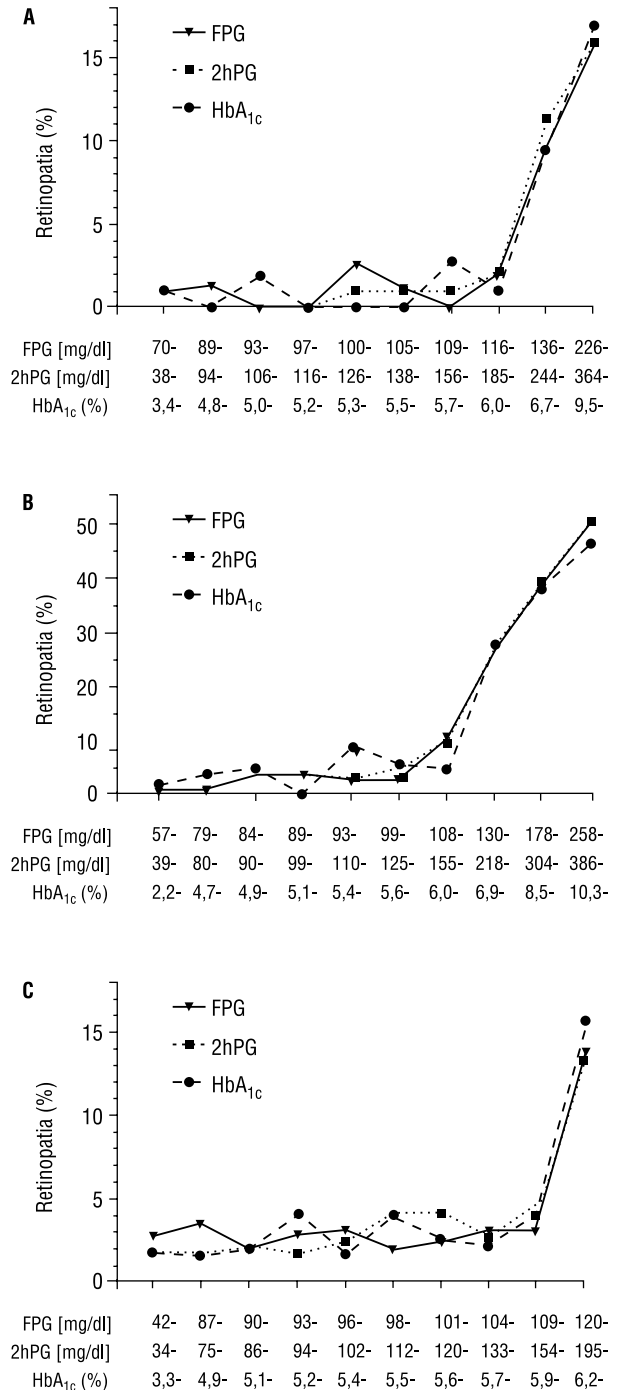 A
FPG
2hPG
HbA1c
Retinopatia (%)
15
10
5
0
FPG [mg/dl] 70- 89- 93- 97- 100- 105- 109- 116- 136- 226-
2hPG [mg/dl] 38- 94- 106- 116- 126- 138- 156- 185- 244- 364-
HbA1c (%) 3,4- 4,8- 5,0- 5,2- 5,3- 5,5- 5,7- 6,0- 6,7- 9,5-
B
FPG
2hPG
HbA1c
Retinopatia (%)
50
40
30
20
10
0
FPG [mg/dl] 57- 79- 84- 89- 93- 99- 108- 130- 178- 258-
2hPG [mg/dl] 39- 80- 90- 99- 110- 125- 155- 218- 304- 386-
HbA1c (%) 2,2- 4,7- 4,9- 5,1- 5,4- 5,6- 6,0- 6,9- 8,5- 10,3-
C
FPG
2hPG
HbA1c
Retinopatia (%)
15
10
5
0
FPG [mg/dl] 42- 87- 90- 93- 96- 98- 101- 104- 109- 120-
2hPG [mg/dl] 34- 75- 86- 94- 102- 112- 120- 133- 154- 195-
HbA1c (%) 3,3- 4,9- 5,1- 5,2- 5,4- 5,5- 5,6- 5,7- 5,9- 6,2-